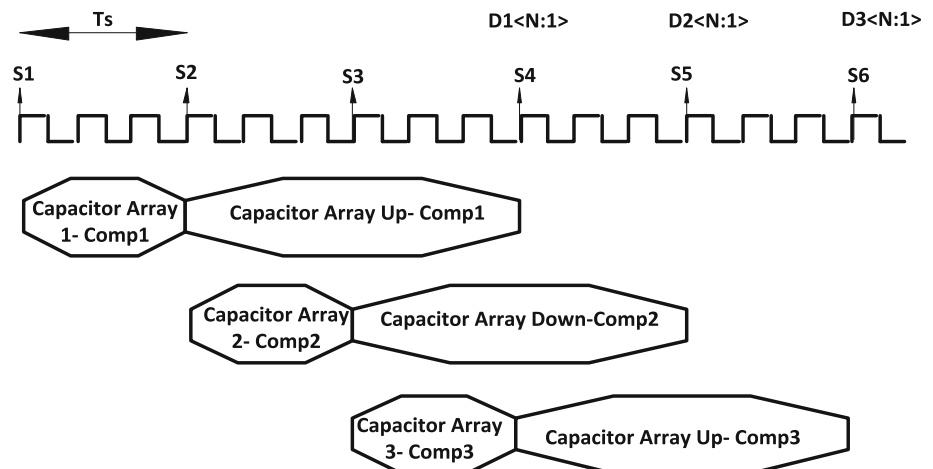 Ts
D1<N:1>
D2<N:1>
D3<N:1>
S1
S2
S3
S4
S5
S6
Capacitor Array
1- Comp1
Capacitor Array Up- Comp1
Capacitor Array
2- Comp2
Capacitor Array Down-Comp2
Capacitor Array
3- Comp3
Capacitor Array Up- Comp3